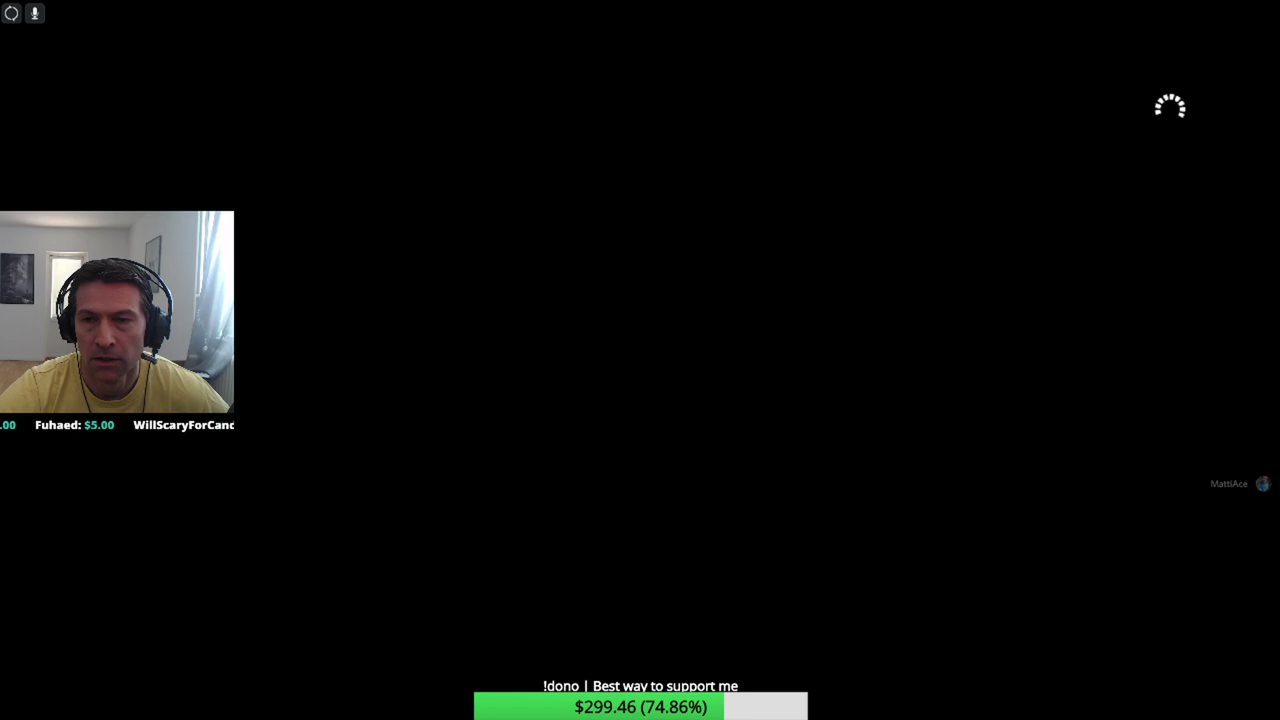 .00 Fuhaed: $5.00 WillScaryForCand
MattiAce
!dono | Best way to support me
$299.46 (74.86%)